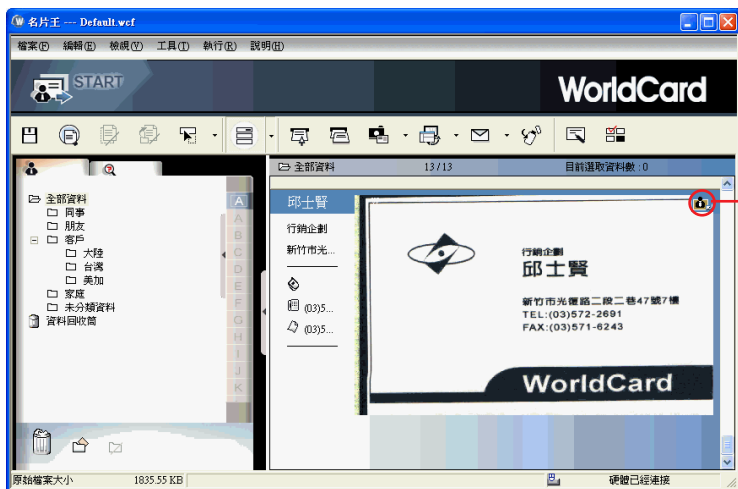 名片王 --- Default.wcf
檔案(F) 編輯(E) 檢視(V) 工具(T) 執行(R) 說明(H)
START
WorldCard
全部資料 13/13 目前選取資料數 : 0
全部資料
同事
朋友
客戶
大陸
台灣
美加
家庭
未分類資料
資料回收筒
A
A
B
C
D
E
F
G
H
I
J
K
邱士賢
行銷企劃
新竹市光...
(03)5...
(03)5...
行銷企劃
邱士賢
新竹市光復路二段二巷47號7樓
TEL:(03)572-2691
FAX:(03)571-6243
WorldCard
原始檔案大小 1835.55 KB 硬體已經連接